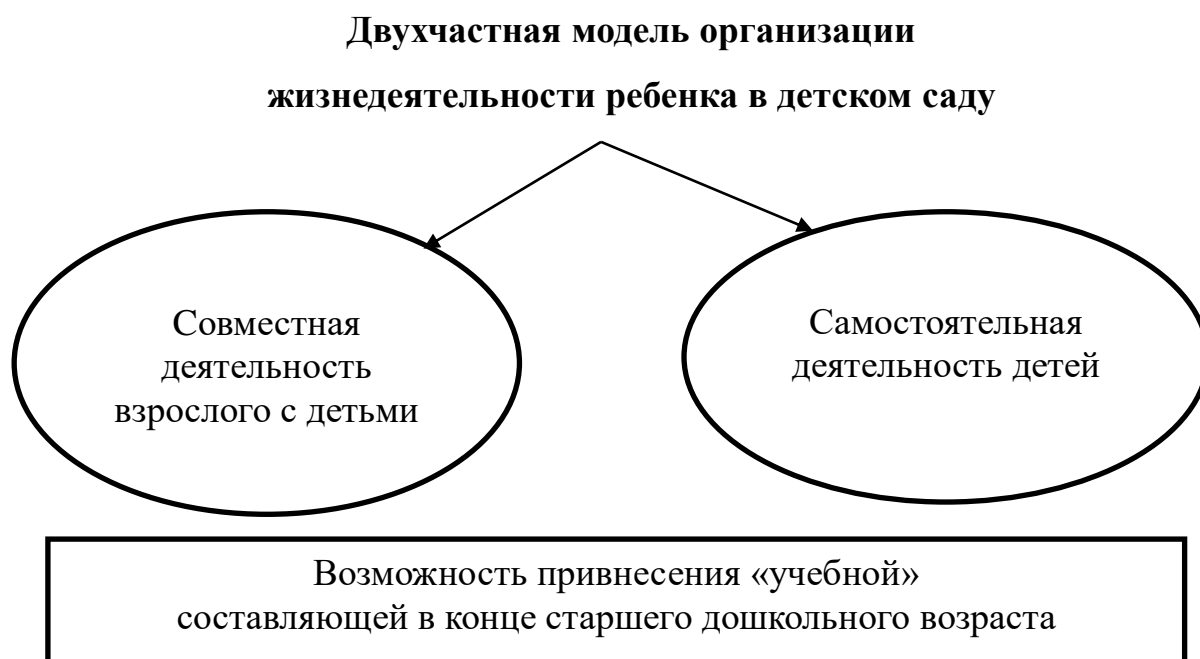 Двухчастная модель организации
жизнедеятельности ребенка в детском саду
Совместная
деятельность
взрослого с детьми
Самостоятельная
деятельность детей
Возможность привнесения «учебной»
составляющей в конце старшего дошкольного возраста